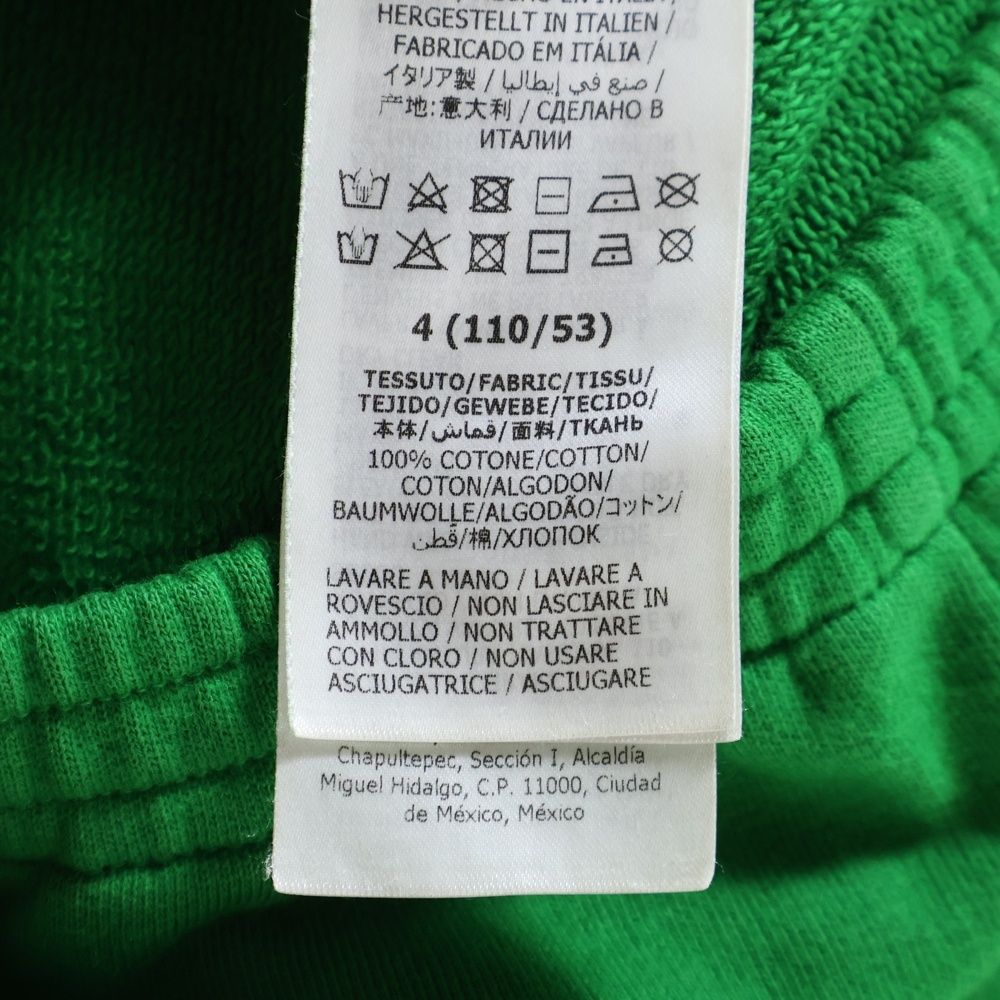 HERGESTELLT IN ITALIEN /
FABRICADO EM ITÁLIA /
イタリア製 / صنع في إيطاليا /
产地:意大利 / СДЕЛАНО В
ИТАЛИИ
4 (110/53)
TESSUTO/FABRIC/TISSU/
TEJIDO/GEWEBE/TECIDO/
本体/قماش/面料/ТКАНЬ
100% COTONE/COTTON/
COTON/ALGODON/
BAUMWOLLE/ALGODÃO/コットン/
قطن/棉/ХЛОПОК
LAVARE A MANO / LAVARE A
ROVESCIO / NON LASCIARE IN
AMMOLLO / NON TRATTARE
CON CLORO / NON USARE
ASCIUGATRICE / ASCIUGARE
Chapultepec, Sección I, Alcaldía
Miguel Hidalgo, C.P. 11000, Ciudad
de México, México